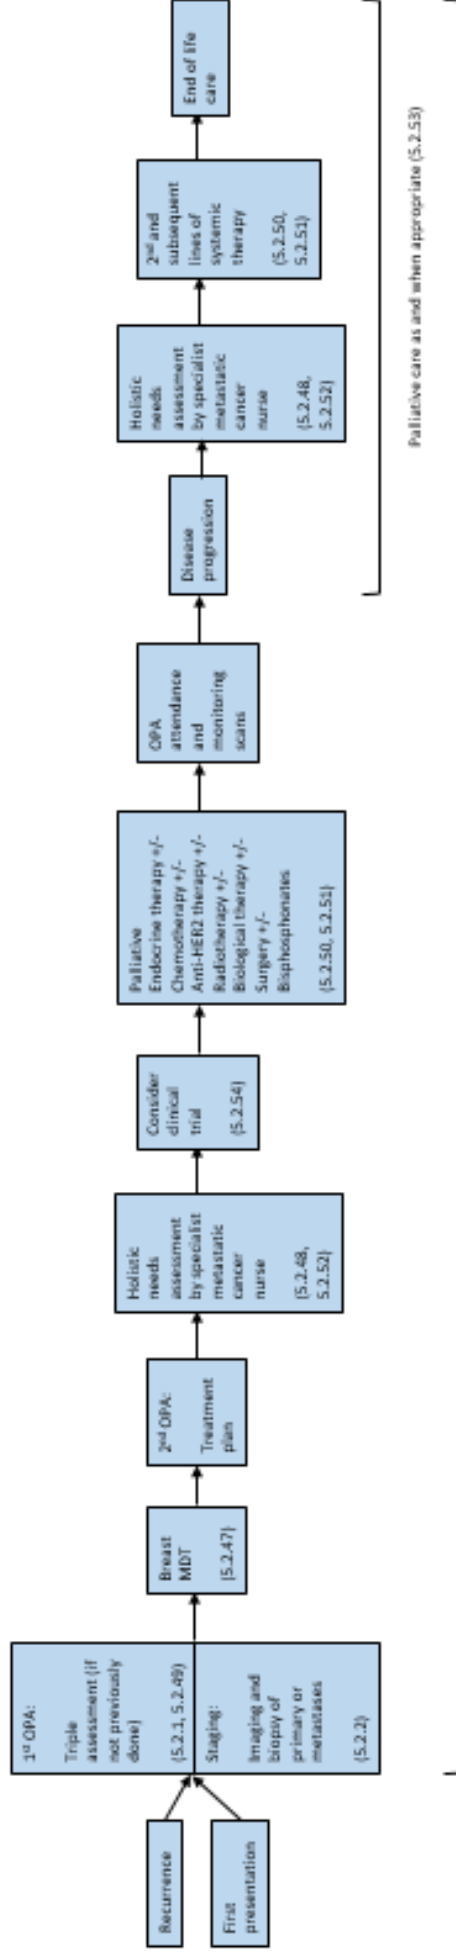 Recurrence
First
presentation
1st OPA:
Triple
assessment (if
not previously
done)
(5.2.1, 5.2.49)
Staging:
Imaging and
biopsy of
primary or
metastases
(5.2.2)
Breast
MDT
(5.2.47)
2nd OPA:
Treatment
plan
Holistic
needs
assessment
by specialist
metastatic
cancer
nurse
(5.2.48,
5.2.52)
Consider
clinical
trial
(5.2.54)
Palliative
Endocrine therapy +/-
Chemotherapy +/-
Anti-HER2 therapy +/-
Radiotherapy +/-
Biological therapy +/-
Surgery +/-
Bisphosphonates
(5.2.50, 5.2.51)
OPA
attendance
and
monitoring
scans
Disease
progression
Holistic
needs
assessment
by specialist
metastatic
cancer
nurse
(5.2.48,
5.2.52)
2nd and
subsequent
lines of
systemic
therapy
(5.2.50,
5.2.51)
End of life
care
Palliative care as and when appropriate (5.2.53)